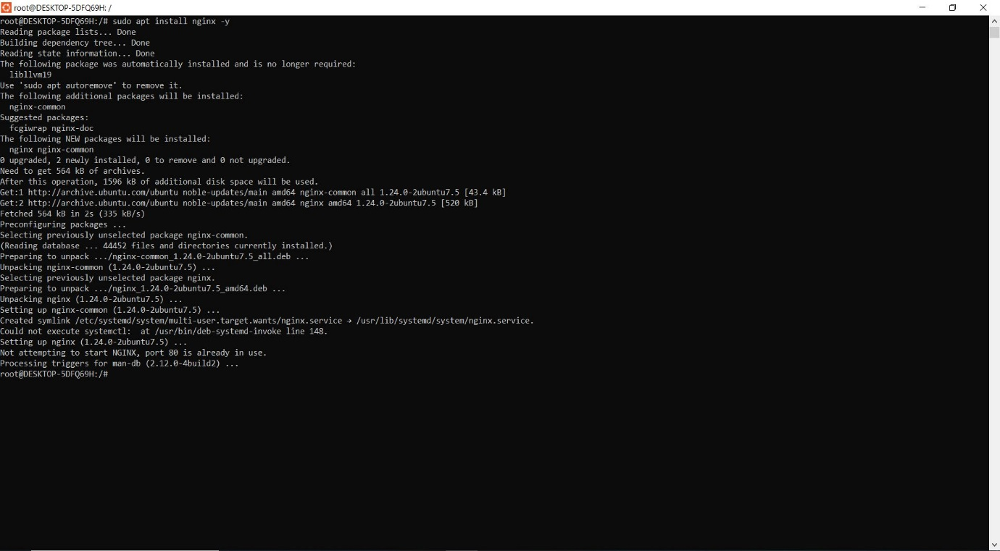 root@DESKTOP-5DFQ69H: /
root@DESKTOP-5DFQ69H:/# sudo apt install nginx -y
Reading package lists... Done
Building dependency tree... Done
Reading state information... Done
The following package was automatically installed and is no longer required:
  libllvm19
Use 'sudo apt autoremove' to remove it.
The following additional packages will be installed:
  nginx-common
Suggested packages:
  fcgiwrap nginx-doc
The following NEW packages will be installed:
  nginx nginx-common
0 upgraded, 2 newly installed, 0 to remove and 0 not upgraded.
Need to get 564 kB of archives.
After this operation, 1596 kB of additional disk space will be used.
Get:1 http://archive.ubuntu.com/ubuntu noble-updates/main amd64 nginx-common all 1.24.0-2ubuntu7.5 [43.4 kB]
Get:2 http://archive.ubuntu.com/ubuntu noble-updates/main amd64 nginx amd64 1.24.0-2ubuntu7.5 [520 kB]
Fetched 564 kB in 2s (335 kB/s)
Preconfiguring packages ...
Selecting previously unselected package nginx-common.
(Reading database ... 44452 files and directories currently installed.)
Preparing to unpack .../nginx-common_1.24.0-2ubuntu7.5_all.deb ...
Unpacking nginx-common (1.24.0-2ubuntu7.5) ...
Selecting previously unselected package nginx.
Preparing to unpack .../nginx_1.24.0-2ubuntu7.5_amd64.deb ...
Unpacking nginx (1.24.0-2ubuntu7.5) ...
Setting up nginx-common (1.24.0-2ubuntu7.5) ...
Created symlink /etc/systemd/system/multi-user.target.wants/nginx.service → /usr/lib/systemd/system/nginx.service.
Could not execute systemctl:  at /usr/bin/deb-systemd-invoke line 148.
Setting up nginx (1.24.0-2ubuntu7.5) ...
Not attempting to start NGINX, port 80 is already in use.
Processing triggers for man-db (2.12.0-4build2) ...
root@DESKTOP-5DFQ69H:/#